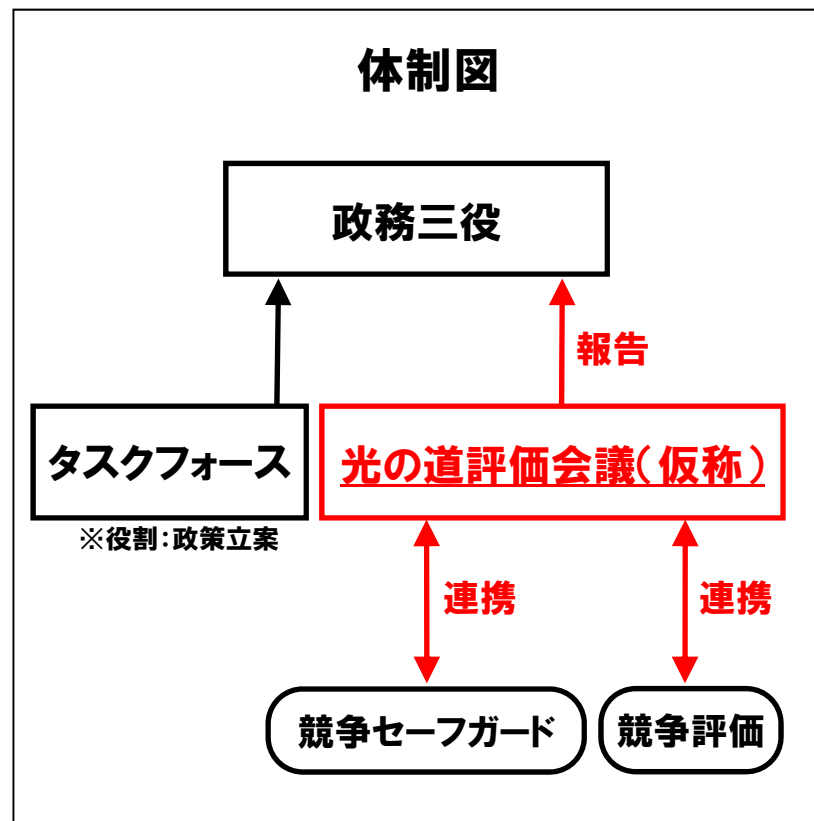 体制図
政務三役
報告
タスクフォース
光の道評価会議(仮称)
※役割:政策立案
連携
連携
競争セーフガード
競争評価